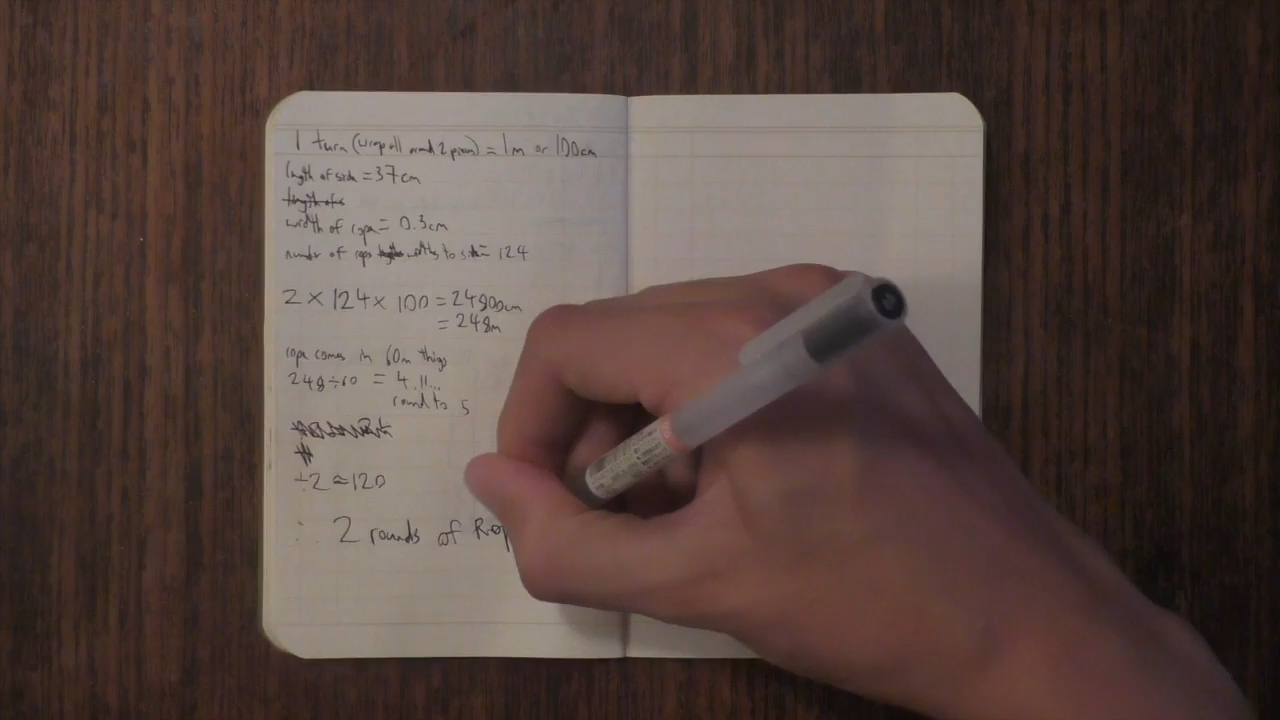 1 turn (wrap all around 2 pieces) = 1m or 100cm
length of side = 37cm
width of rope = 0.3cm
number of rope widths to side = 124
2 × 124 × 100 = 24800cm
= 248m
rope comes in 60m things
248 ÷ 60 = 4.11...
round to 5
÷2 ≈ 120
∴ 2 rounds of Rop